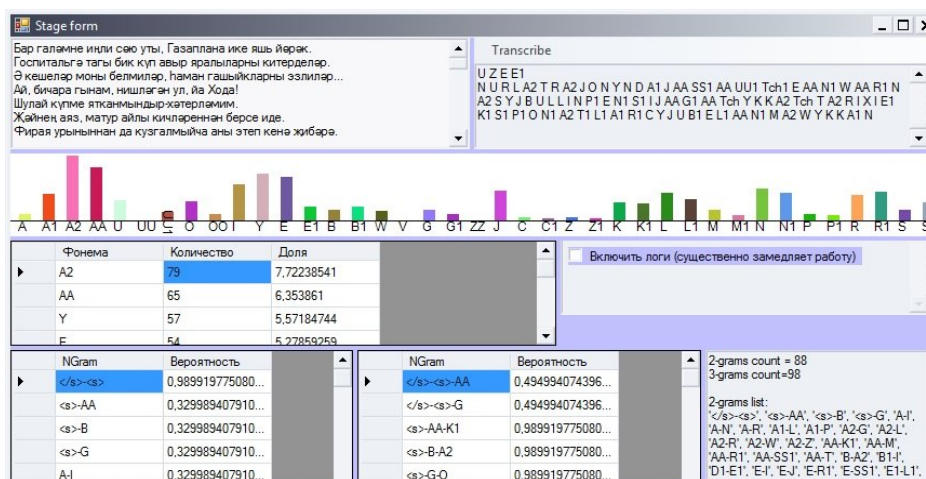 Stage form
Бар галәмне иңли сөю уты, Газаплана ике яшь йөрәк.
Госпитальгә тагы бик күп авыр яралыларны китерделәр.
Ә кешеләр моны белмиләр, һаман гашыйкларны эзлиләр...
Ай, бичара гынам, нишләгән ул, йа Хода!
Шулай күпме ятканмындыр-хәтерләмим.
Җәйнең аяз, матур айлы кичләреннән берсе иде.
Фирая урыныннан да кузгалмыйча аны этеп кенә җибәрә.
Transcribe
U Z E E1
N U R L A2 T R A2 J O N Y N D A1 J AA SS1 AA UU1 Tch1 E AA N1 W AA R1 N
A2 S Y J B U L L I N P1 E N1 S1 I J AA G1 AA Tch Y K K A2 Tch T A2 R I X I E1
K1 S1 P1 O N1 A2 T1 L1 A1 R1 C Y J U B1 E L1 AA N1 M A2 W Y K K A1 N
A A1 A2 AA U UU U1 O OO I Y E E1 B B1 W V G G1 ZZ J C C1 Z Z1 K K1 L L1 M M1 N N1 P P1 R R1 S
Фонема Количество Доля
A2 79 7,72238541
AA 65 6,353861
Y 57 5,57184744
E 54 5,27859259
Включить логи (существенно замедляет работу)
NGram Вероятность
</s>-<s> 0,989919775080...
<s>-AA 0,329989407910...
<s>-B 0,329989407910...
<s>-G 0,329989407910...
A-I 0,329989407910...
NGram Вероятность
</s>-<s>-AA 0,494994074396...
</s>-<s>-G 0,494994074396...
<s>-AA-K1 0,989919775080...
<s>-B-A2 0,989919775080...
<s>-G-O 0,989919775080...
2-grams count = 88
3-grams count=98
2-grams list:
'</s>-<s>', '<s>-AA', '<s>-B', '<s>-G', 'A-I',
'A-N', 'A-R', 'A1-L', 'A1-P', 'A2-G', 'A2-L',
'A2-R', 'A2-W', 'A2-Z', 'AA-K1', 'AA-M',
'AA-R1', 'AA-SS1', 'AA-T', 'B-A2', 'B1-I',
'D1-E1', 'E-I', 'E-J', 'E-R1', 'E-SS1', 'E1-L1',